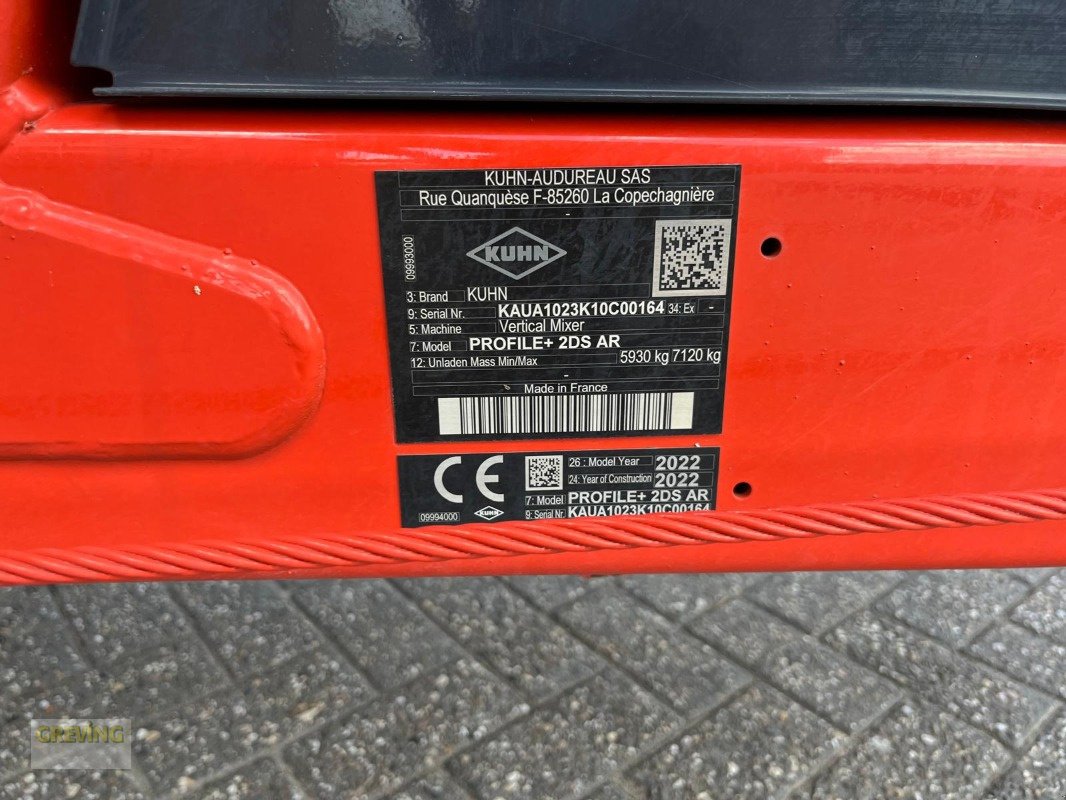 KUHN-AUDUREAU SAS
Rue Quanquèse F-85260 La Copechagnière
-
09993000
KUHN
3: Brand KUHN
9: Serial Nr. KAUA1023K10C00164 34: Ex -
5: Machine Vertical Mixer
7: Model PROFILE+ 2DS AR
12: Unladen Mass Min/Max 5930 kg 7120 kg
-
Made in France
CE
26 : Model Year 2022
24: Year of Construction 2022
7: Model PROFILE+ 2DS AR
09994000 KUHN 9: Serial Nr. KAUA1023K10C00164
GREVING